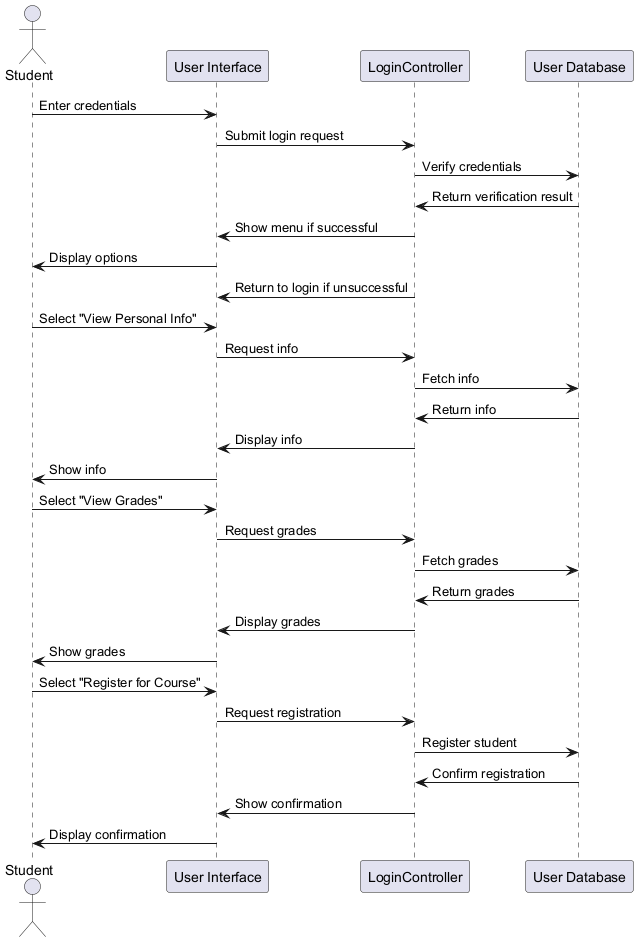 Student
User Interface
LoginController
User Database
Enter credentials
Submit login request
Verify credentials
Return verification result
Show menu if successful
Display options
Return to login if unsuccessful
Select "View Personal Info"
Request info
Fetch info
Return info
Display info
Show info
Select "View Grades"
Request grades
Fetch grades
Return grades
Display grades
Show grades
Select "Register for Course"
Request registration
Register student
Confirm registration
Show confirmation
Display confirmation
Student
User Interface
LoginController
User Database